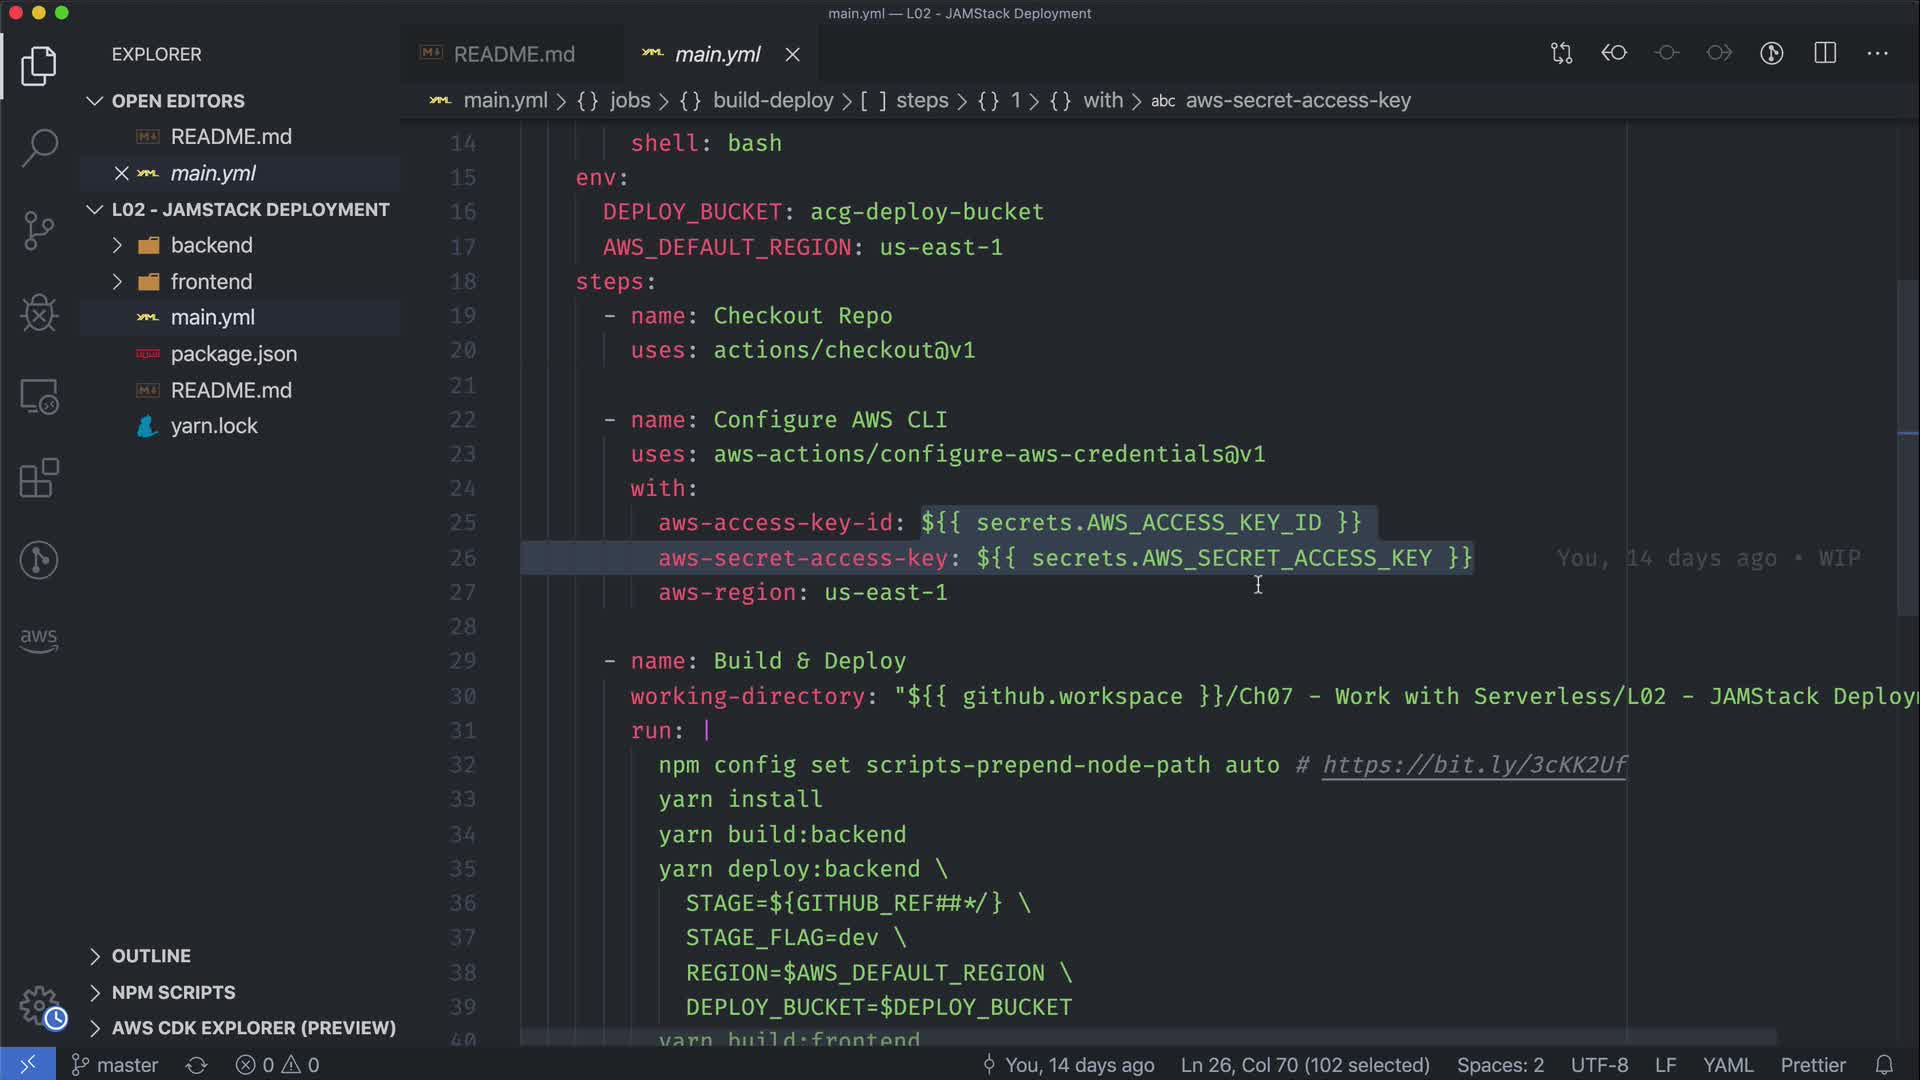 main.yml — L02 - JAMStack Deployment
EXPLORER
README.md
main.yml
main.yml > {} jobs > {} build-deploy > [ ] steps > {} 1 > {} with > abc aws-secret-access-key
OPEN EDITORS
README.md
main.yml
L02 - JAMSTACK DEPLOYMENT
backend
frontend
main.yml
package.json
README.md
yarn.lock
aws
OUTLINE
NPM SCRIPTS
AWS CDK EXPLORER (PREVIEW)
14 shell: bash
15 env:
16 DEPLOY_BUCKET: acg-deploy-bucket
17 AWS_DEFAULT_REGION: us-east-1
18 steps:
19 - name: Checkout Repo
20 uses: actions/checkout@v1
21
22 - name: Configure AWS CLI
23 uses: aws-actions/configure-aws-credentials@v1
24 with:
25 aws-access-key-id: ${{ secrets.AWS_ACCESS_KEY_ID }}
26 aws-secret-access-key: ${{ secrets.AWS_SECRET_ACCESS_KEY }} You, 14 days ago • WIP
27 aws-region: us-east-1
28
29 - name: Build & Deploy
30 working-directory: "${{ github.workspace }}/Ch07 - Work with Serverless/L02 - JAMStack Deploy
31 run: |
32 npm config set scripts-prepend-node-path auto # https://bit.ly/3cKK2Uf
33 yarn install
34 yarn build:backend
35 yarn deploy:backend \
36 STAGE=${GITHUB_REF##*/} \
37 STAGE_FLAG=dev \
38 REGION=$AWS_DEFAULT_REGION \
39 DEPLOY_BUCKET=$DEPLOY_BUCKET
40 yarn build:frontend
master 0 0 You, 14 days ago Ln 26, Col 70 (102 selected) Spaces: 2 UTF-8 LF YAML Prettier